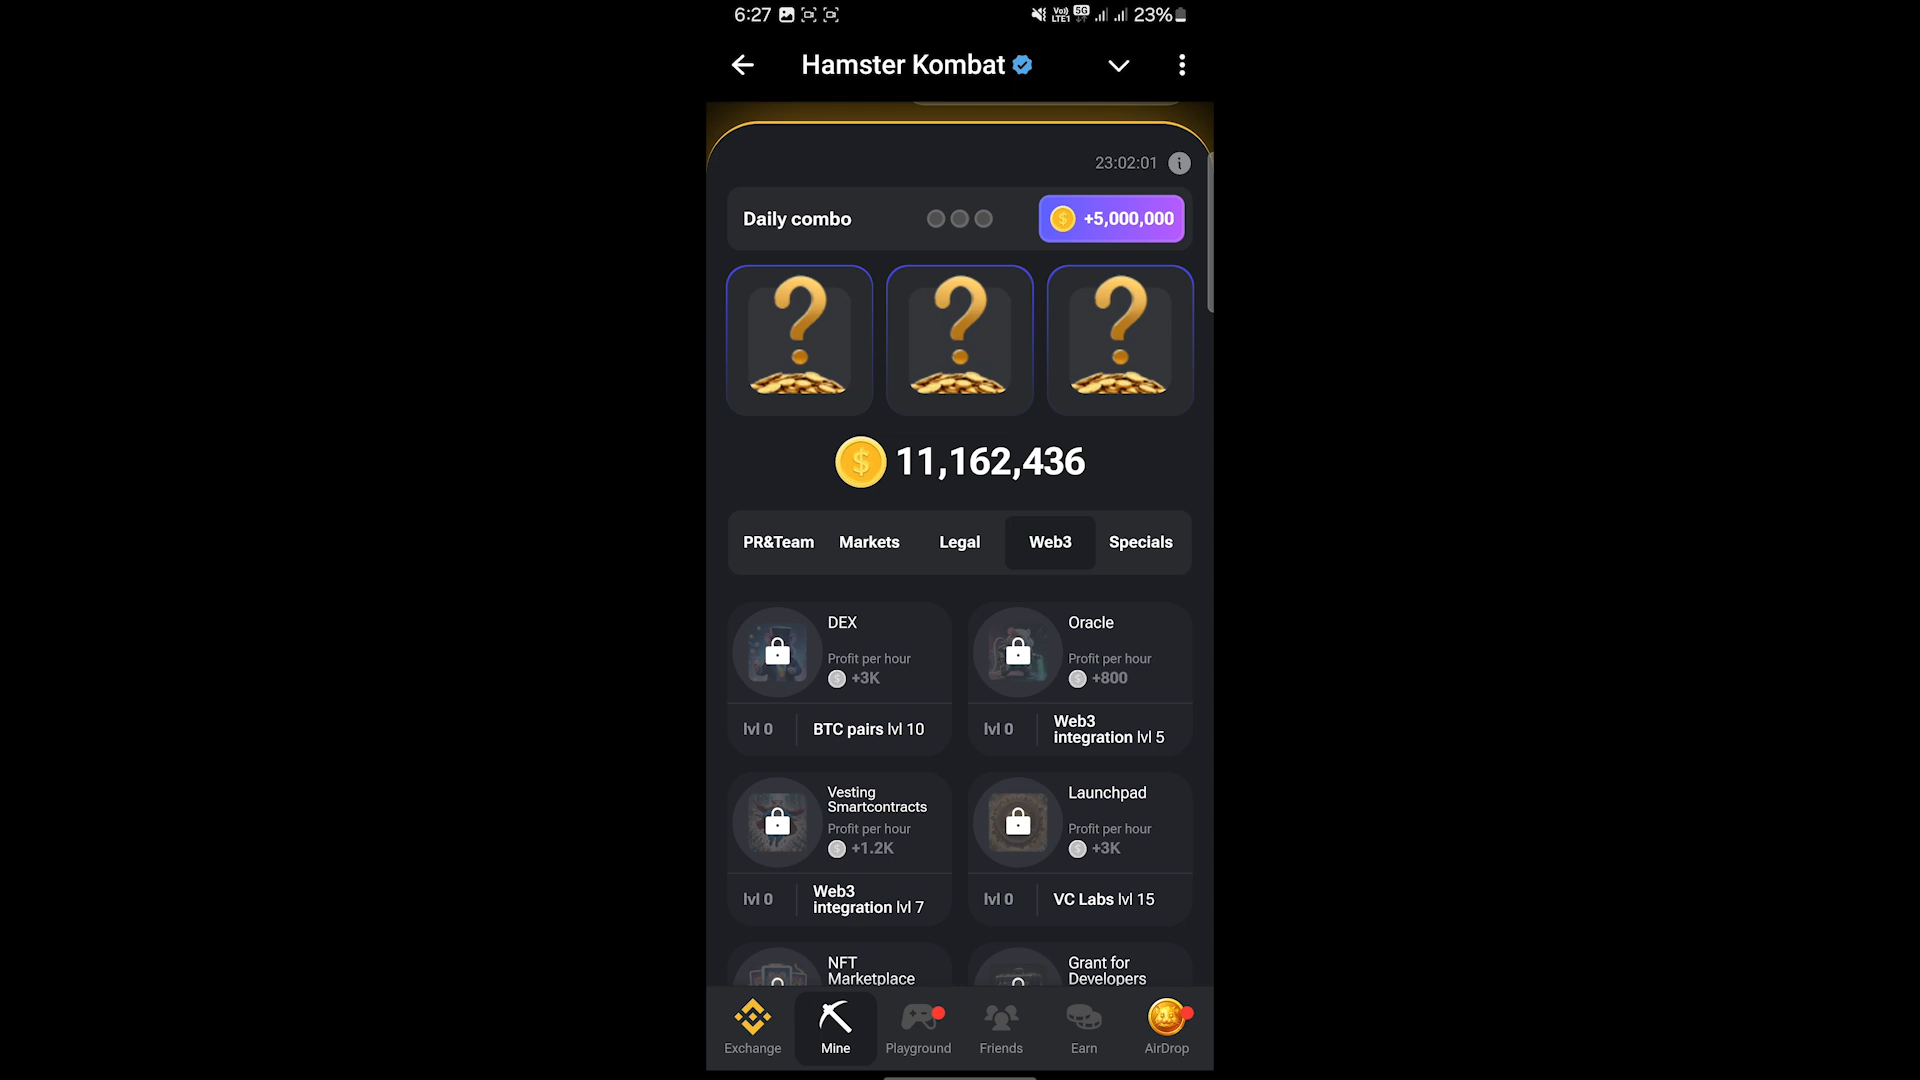 6:27 Vo)) LTE1 5G 23%
Hamster Kombat
23:02:01
Daily combo +5,000,000
? ? ?
11,162,436
PR&Team Markets Legal Web3 Specials
DEX
Profit per hour
+3K
lvl 0 BTC pairs lvl 10
Oracle
Profit per hour
+800
lvl 0 Web3
integration lvl 5
Vesting
Smartcontracts
Profit per hour
+1.2K
lvl 0 Web3
integration lvl 7
Launchpad
Profit per hour
+3K
lvl 0 VC Labs lvl 15
NFT
Marketplace
Grant for
Developers
Exchange Mine Playground Friends Earn AirDrop